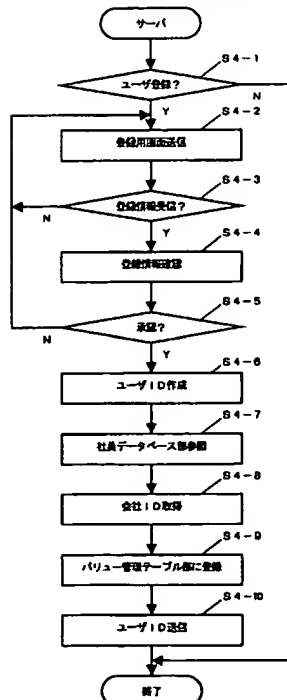 サーバ
S4-1
ユーザ登録?
N
Y
S4-2
登録用画面送信
S4-3
登録情報受信?
N
Y
S4-4
登録情報確認
S4-5
承認?
N
Y
S4-6
ユーザID作成
S4-7
社員データベース部参照
S4-8
会社ID取得
S4-9
バリュー管理テーブル部に登録
S4-10
ユーザID送信
終了